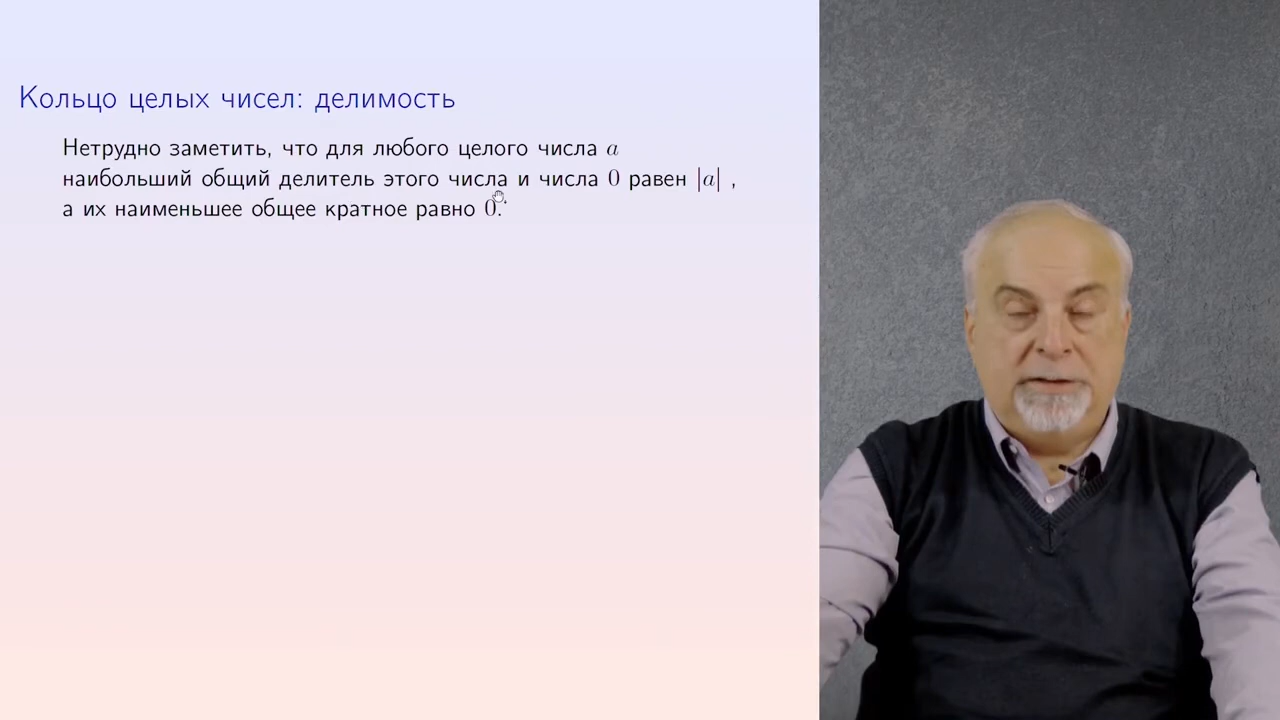 Кольцо целых чисел: делимость
Нетрудно заметить, что для любого целого числа a
наибольший общий делитель этого числа и числа 0 равен |a| ,
а их наименьшее общее кратное равно 0.